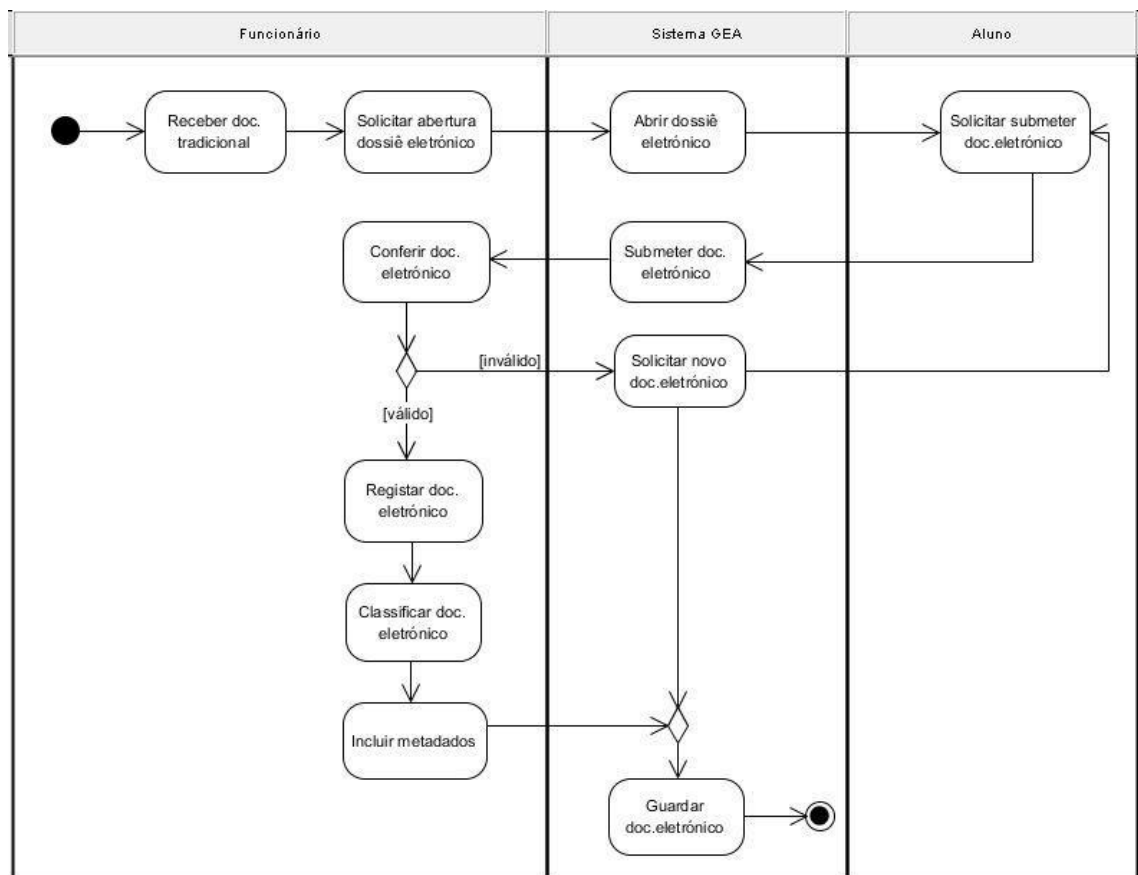 Funcionário
Sistema GEA
Aluno
Receber doc.
tradicional
Solicitar abertura
dossiê eletrónico
Abrir dossiê
eletrónico
Solicitar submeter
doc.eletrónico
Conferir doc.
eletrónico
Submeter doc.
eletrónico
[inválido]
Solicitar novo
doc.eletrónico
[válido]
Registar doc.
eletrónico
Classificar doc.
eletrónico
Incluir metadados
Guardar
doc.eletrónico